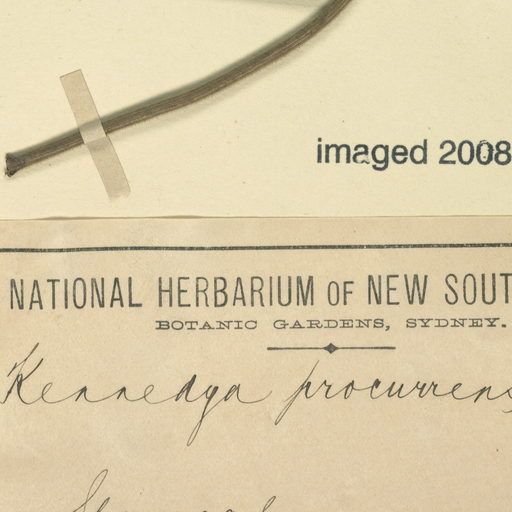 imaged 2008
NATIONAL HERBARIUM OF NEW SOUT
BOTANIC GARDENS, SYDNEY.
Kennedya procurrens